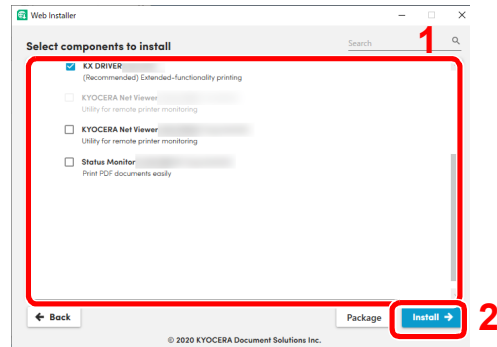 Web Installer
Select components to install
Search
1
KX DRIVER
(Recommended) Extended-functionality printing
KYOCERA Net Viewer
Utility for remote printer monitoring
KYOCERA Net Viewer
Utility for remote printer monitoring
Status Monitor
Print PDF documents easily
Back
Package
Install
2
© 2020 KYOCERA Document Solutions Inc.